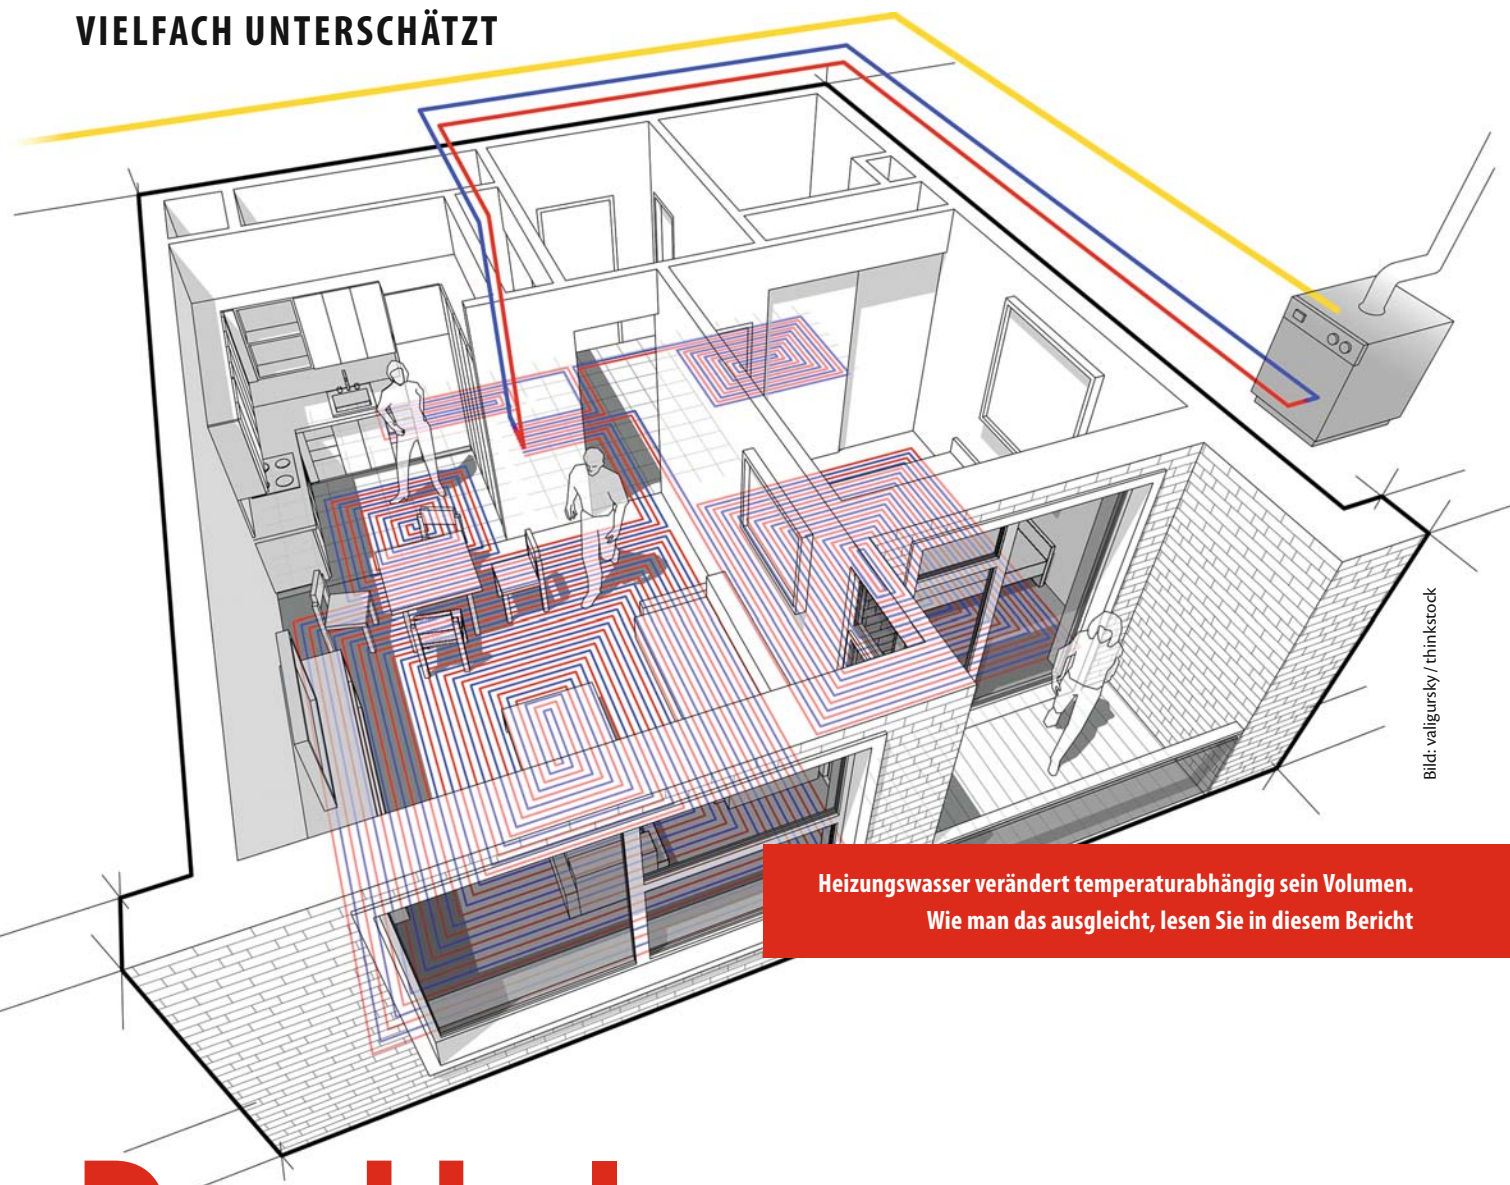 VIELFACH UNTERSCHÄTZT
Bild: valigursky / thinkstock
Heizungswasser verändert temperaturabhängig sein Volumen.
Wie man das ausgleicht, lesen Sie in diesem Bericht